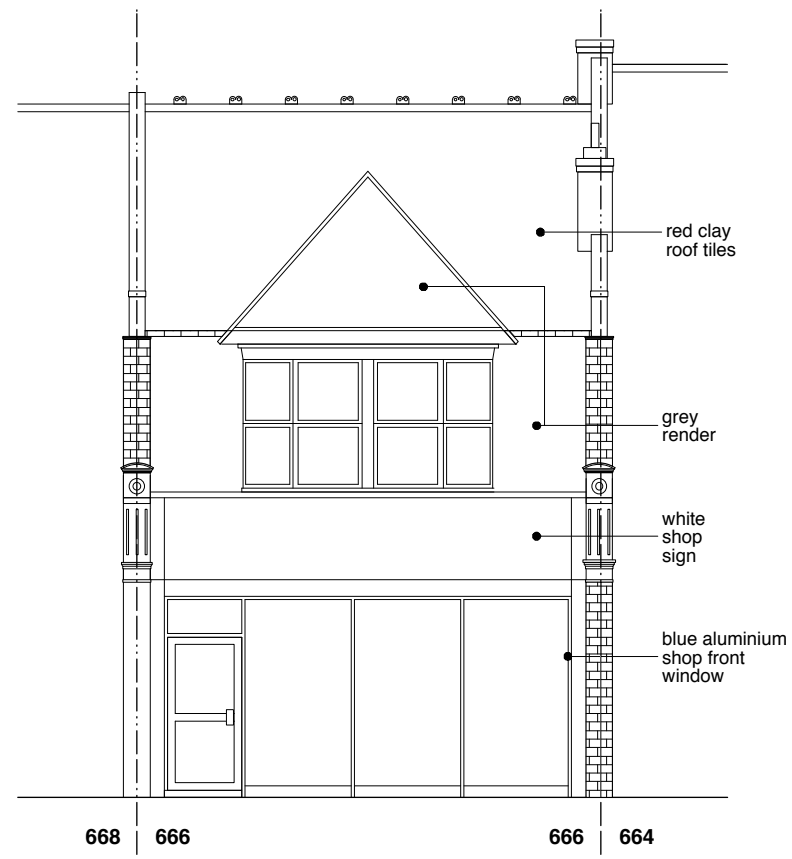 red clay
roof tiles
grey
render
white
shop
sign
blue aluminium
shop front
window
668 666 666 664